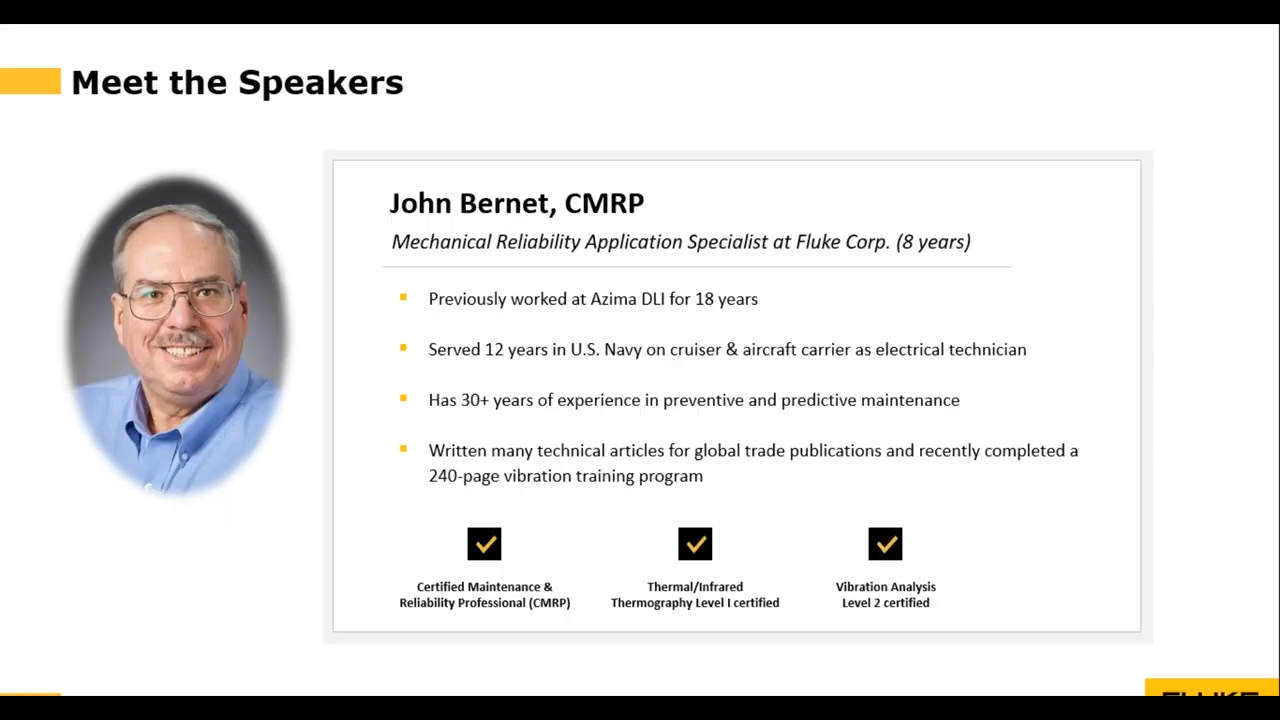 Meet the Speakers
John Bernet, CMRP
Mechanical Reliability Application Specialist at Fluke Corp. (8 years)
Previously worked at Azima DLI for 18 years
Served 12 years in U.S. Navy on cruiser & aircraft carrier as electrical technician
Has 30+ years of experience in preventive and predictive maintenance
Written many technical articles for global trade publications and recently completed a
240-page vibration training program
Certified Maintenance &
Reliability Professional (CMRP)
Thermal/Infrared
Thermography Level I certified
Vibration Analysis
Level 2 certified
FLUKE